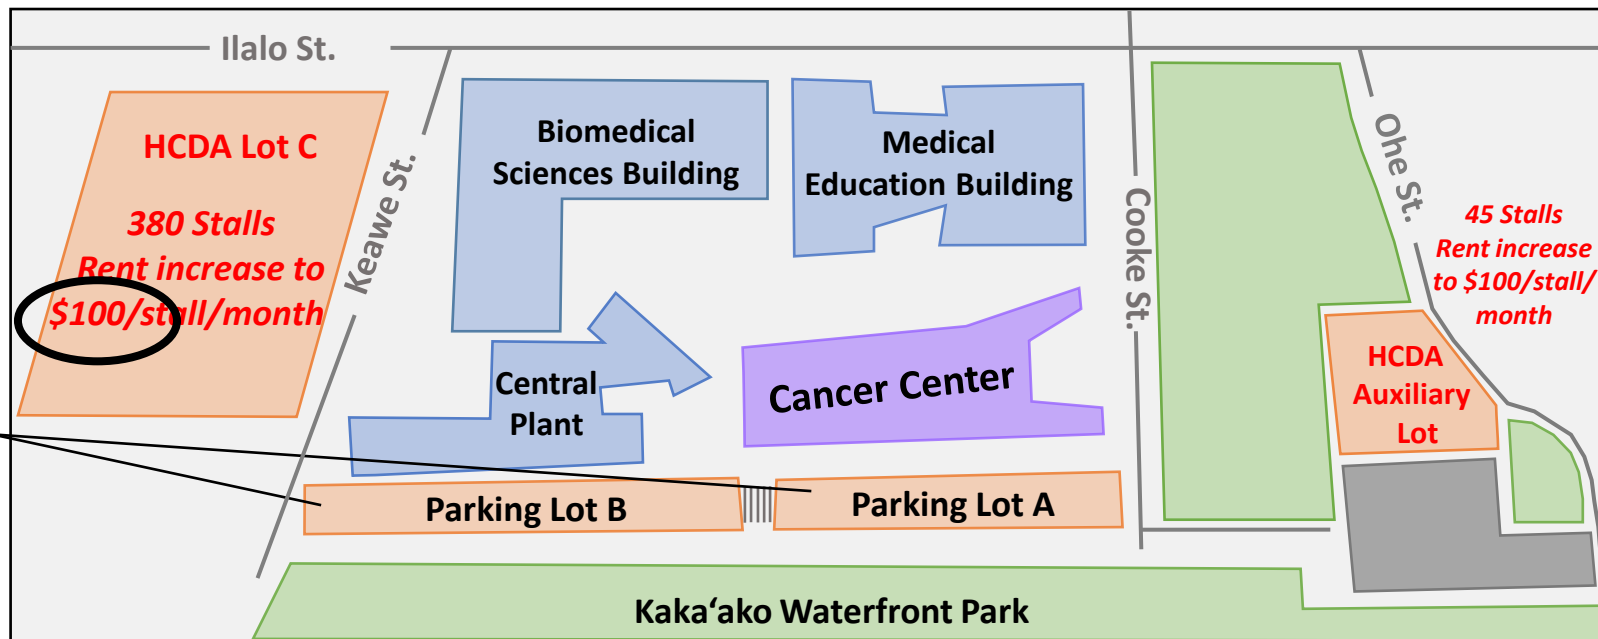 Ilalo St.
HCDA Lot C
380 Stalls
Rent increase to
$100/stall/month
Keawe St.
Biomedical
Sciences Building
Medical
Education Building
Cooke St.
Ohe St.
45 Stalls
Rent increase
to $100/stall/
month
Central
Plant
Cancer Center
HCDA
Auxiliary
Lot
Parking Lot B
Parking Lot A
Kakaʻako Waterfront Park